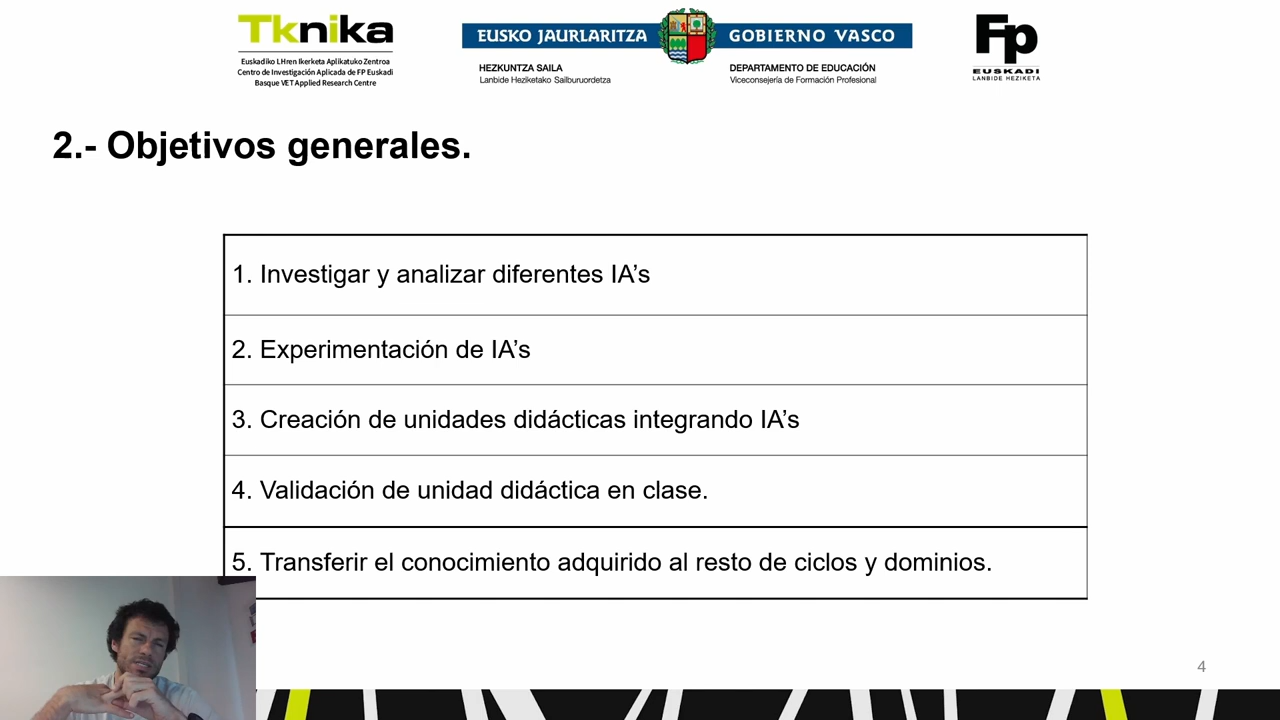 Tknika
Euskadiko LHren Ikerketa Aplikatuko Zentroa
Centro de Investigación Aplicada de FP Euskadi
Basque VET Applied Research Centre
EUSKO JAURLARITZA
GOBIERNO VASCO
HEZKUNTZA SAILA
Lanbide Heziketako Sailburuordetza
DEPARTAMENTO DE EDUCACIÓN
Viceconsejería de Formación Profesional
Fp
EUSKADI
LANBIDE HEZIKETA
2.- Objetivos generales.
1. Investigar y analizar diferentes IA’s
2. Experimentación de IA’s
3. Creación de unidades didácticas integrando IA’s
4. Validación de unidad didáctica en clase.
5. Transferir el conocimiento adquirido al resto de ciclos y dominios.
4